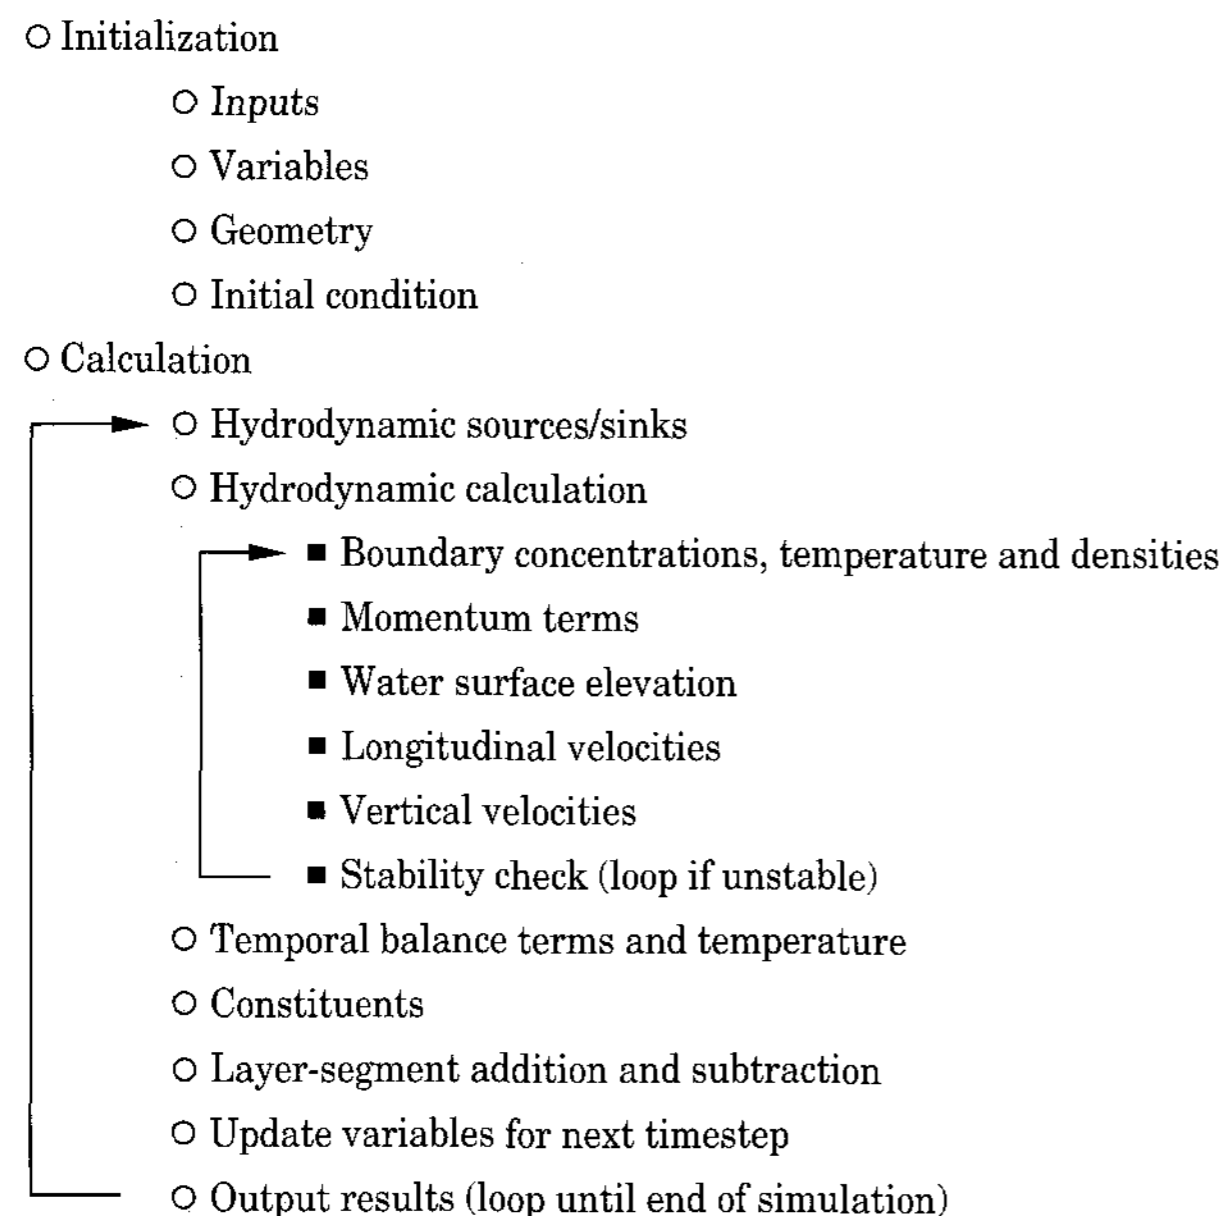 Initialization
Inputs
Variables
Geometry
Initial condition
Calculation
Hydrodynamic sources/sinks
Hydrodynamic calculation
Boundary concentrations, temperature and densities
Momentum terms
Water surface elevation
Longitudinal velocities
Vertical velocities
Stability check (loop if unstable)
Temporal balance terms and temperature
Constituents
Layer-segment addition and subtraction
Update variables for next timestep
Output results (loop until end of simulation)